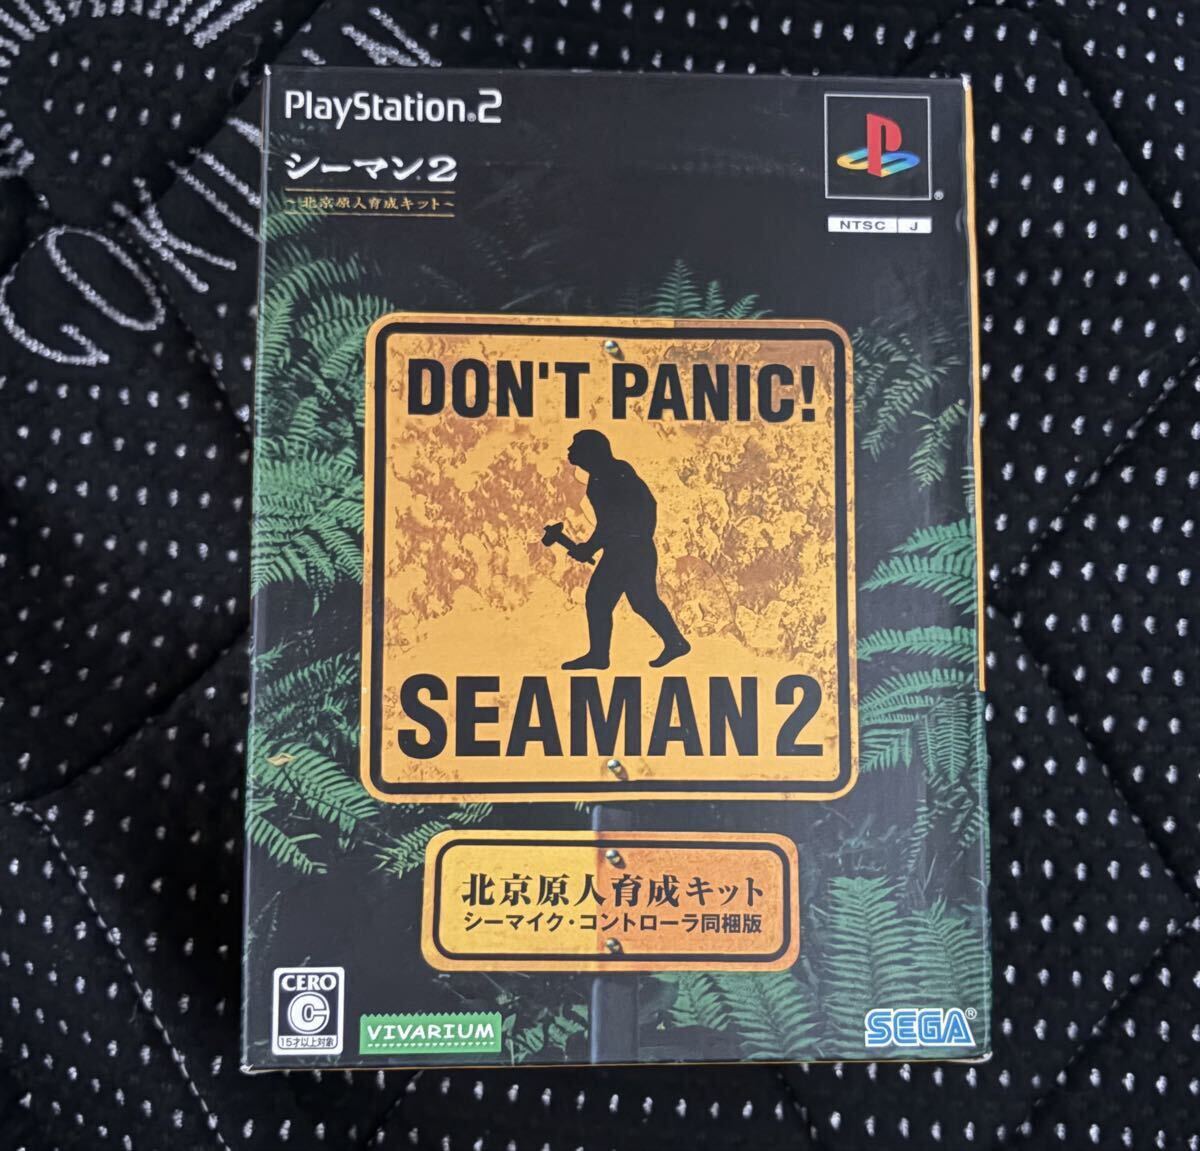 PlayStation®2
シーマン2
~北京原人育成キット~
®
NTSC J
DON'T PANIC!
SEAMAN 2
北京原人育成キット
シーマイク・コントローラ同梱版
CERO
C
15才以上対象
VIVARIUM
SEGA®